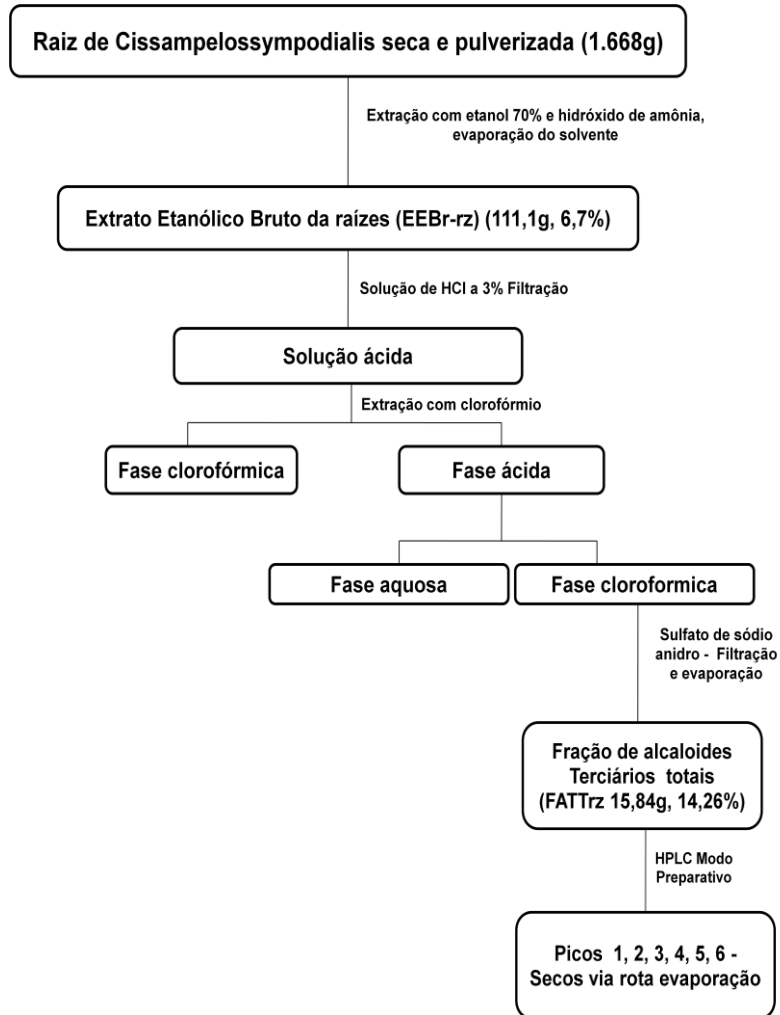 Raiz de Cissampelossympodialis seca e pulverizada (1.668g)
Extração com etanol 70% e hidróxido de amônia,
evaporação do solvente
Extrato Etanólico Bruto da raízes (EEBr-rz) (111,1g, 6,7%)
Solução de HCl a 3% Filtração
Solução ácida
Extração com clorofórmio
Fase clorofórmica
Fase ácida
Fase aquosa
Fase cloroformica
Sulfato de sódio
anidro - Filtração
e evaporação
Fração de alcaloides
Terciários totais
(FATTrz 15,84g, 14,26%)
HPLC Modo
Preparativo
Picos 1, 2, 3, 4, 5, 6 -
Secos via rota evaporação